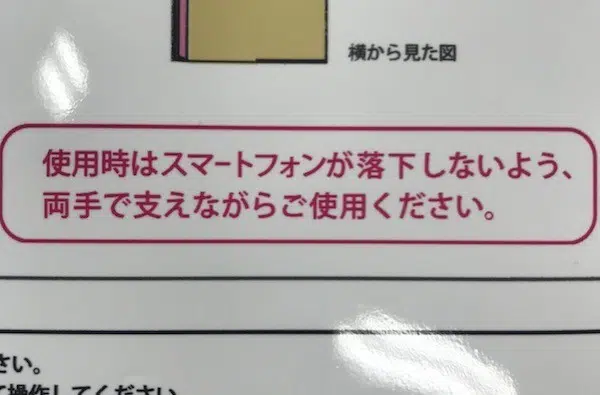 横から見た図
使用時はスマートフォンが落下しないよう、
両手で支えながらご使用ください。
さい。
て操作してください